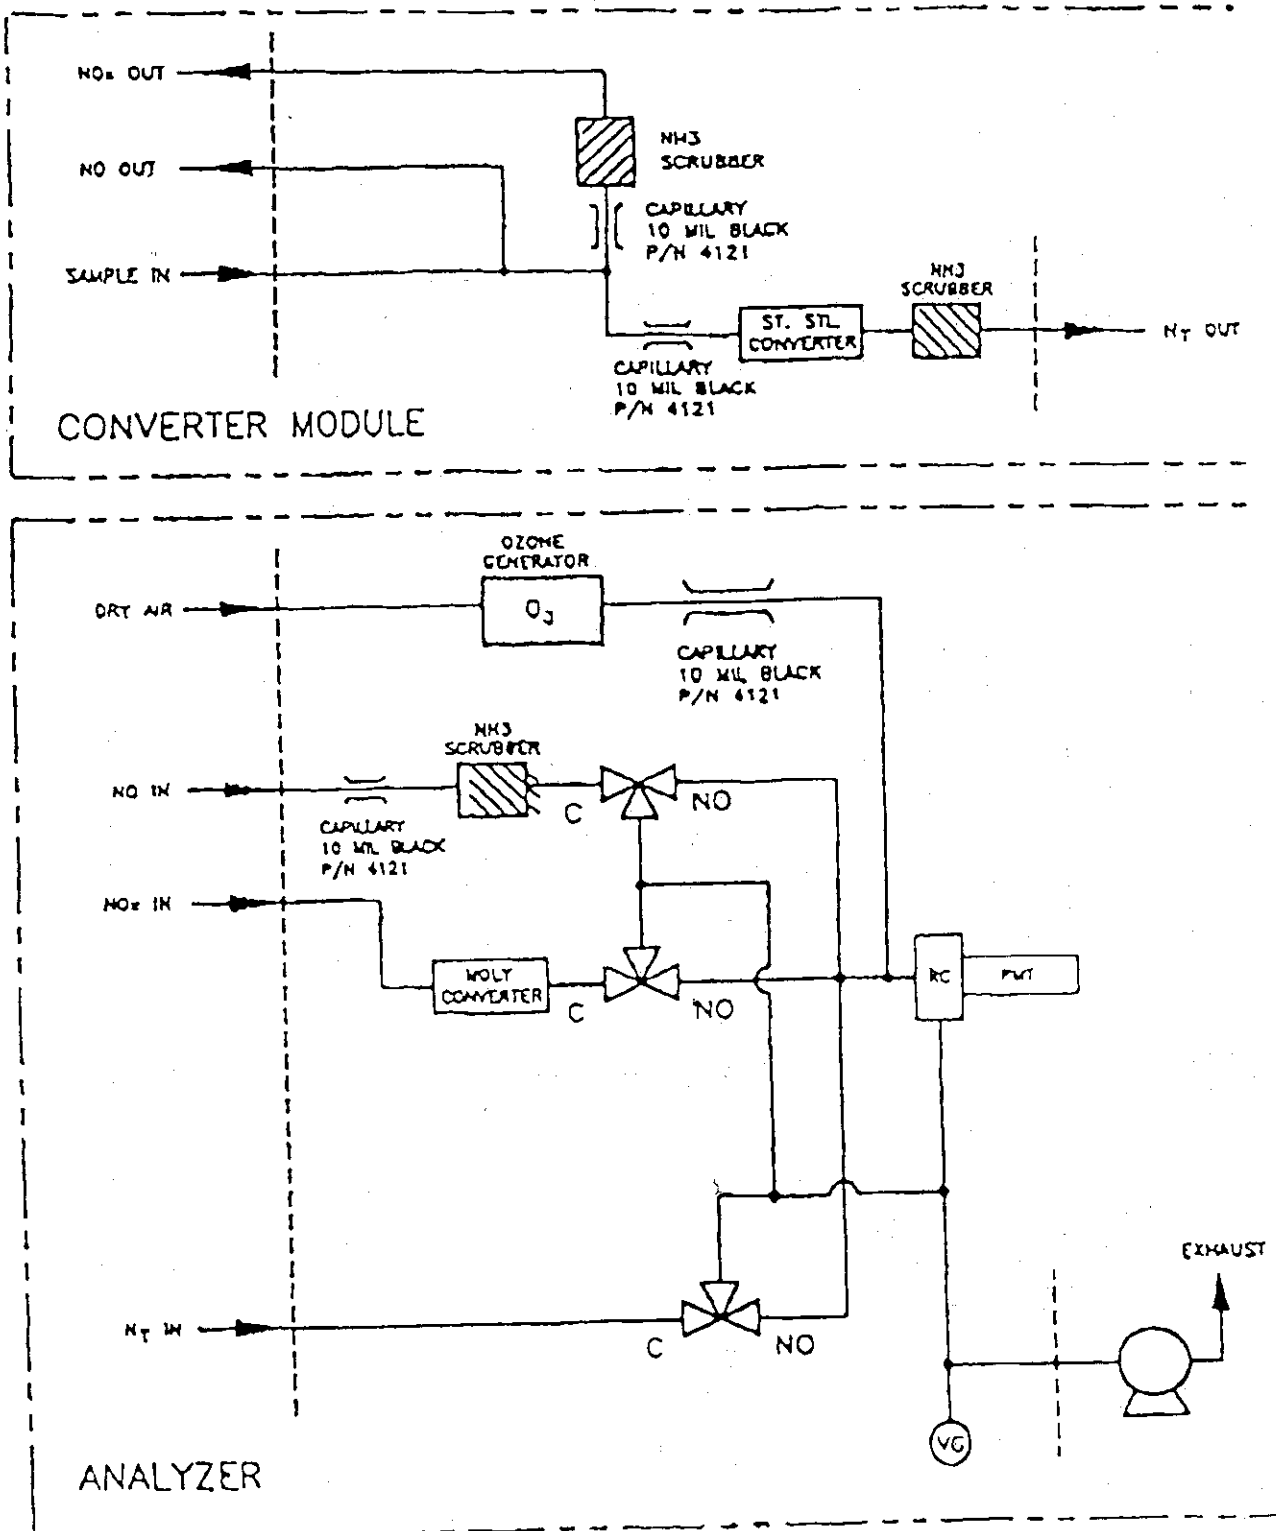 NOx OUT
NH3
SCRUBBER
NO OUT
CAPILLARY
10 MIL BLACK
P/N 4121
SAMPLE IN
NH3
SCRUBBER
ST. STL
CONVERTER
NT OUT
CAPILLARY
10 MIL BLACK
P/N 4121
CONVERTER MODULE
OZONE
GENERATOR
DRY AIR
O3
CAPILLARY
10 MIL BLACK
P/N 4121
NH3
SCRUBBER
NO IN
C
NO
CAPILLARY
10 MIL BLACK
P/N 4121
NOx IN
MOLY
CONVERTER
C
NO
RC
PMT
EXHAUST
NT IN
C
NO
VG
ANALYZER